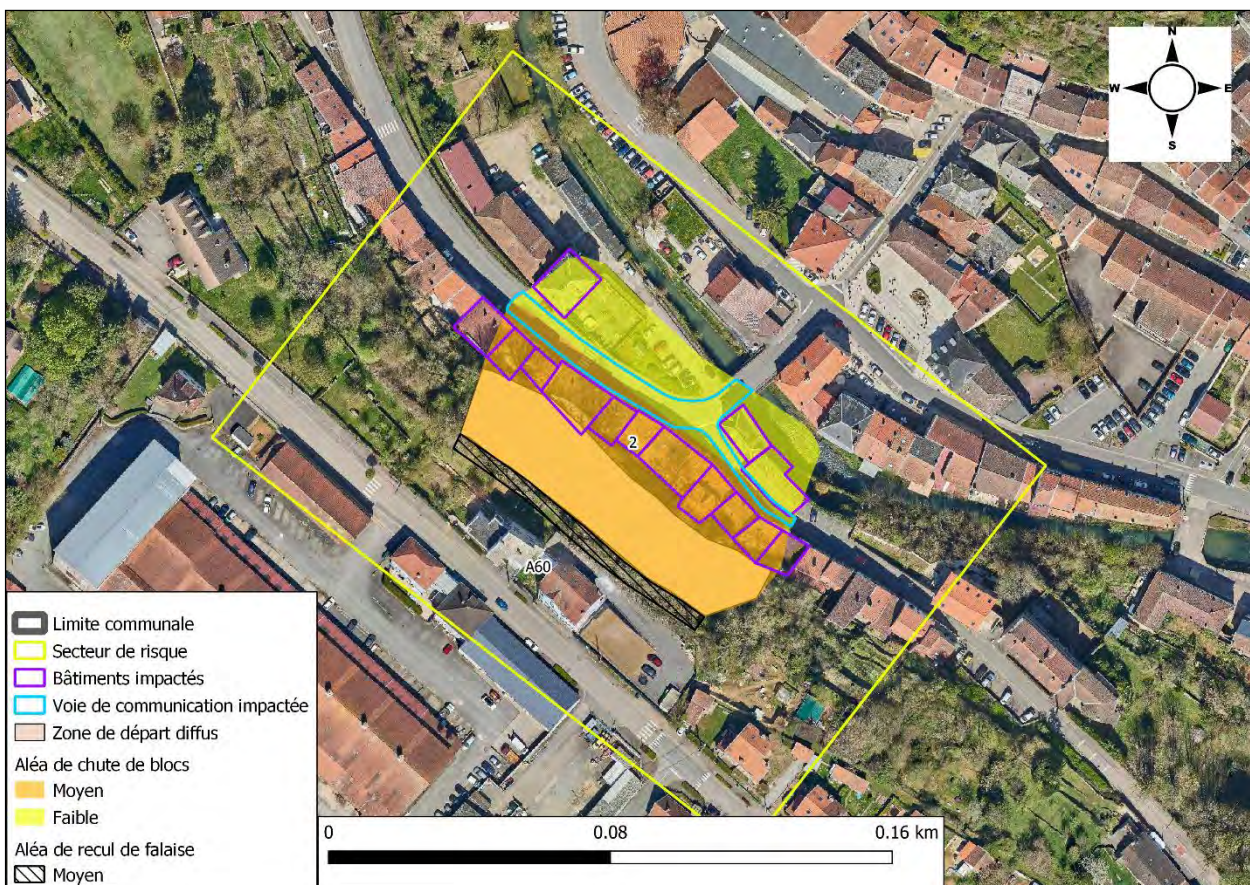 N
W E
S
2
A60
Limite communale
Secteur de risque
Bâtiments impactés
Voie de communication impactée
Zone de départ diffus
Aléa de chute de blocs
Moyen
Faible
Aléa de recul de falaise
Moyen
0 0.08 0.16 km